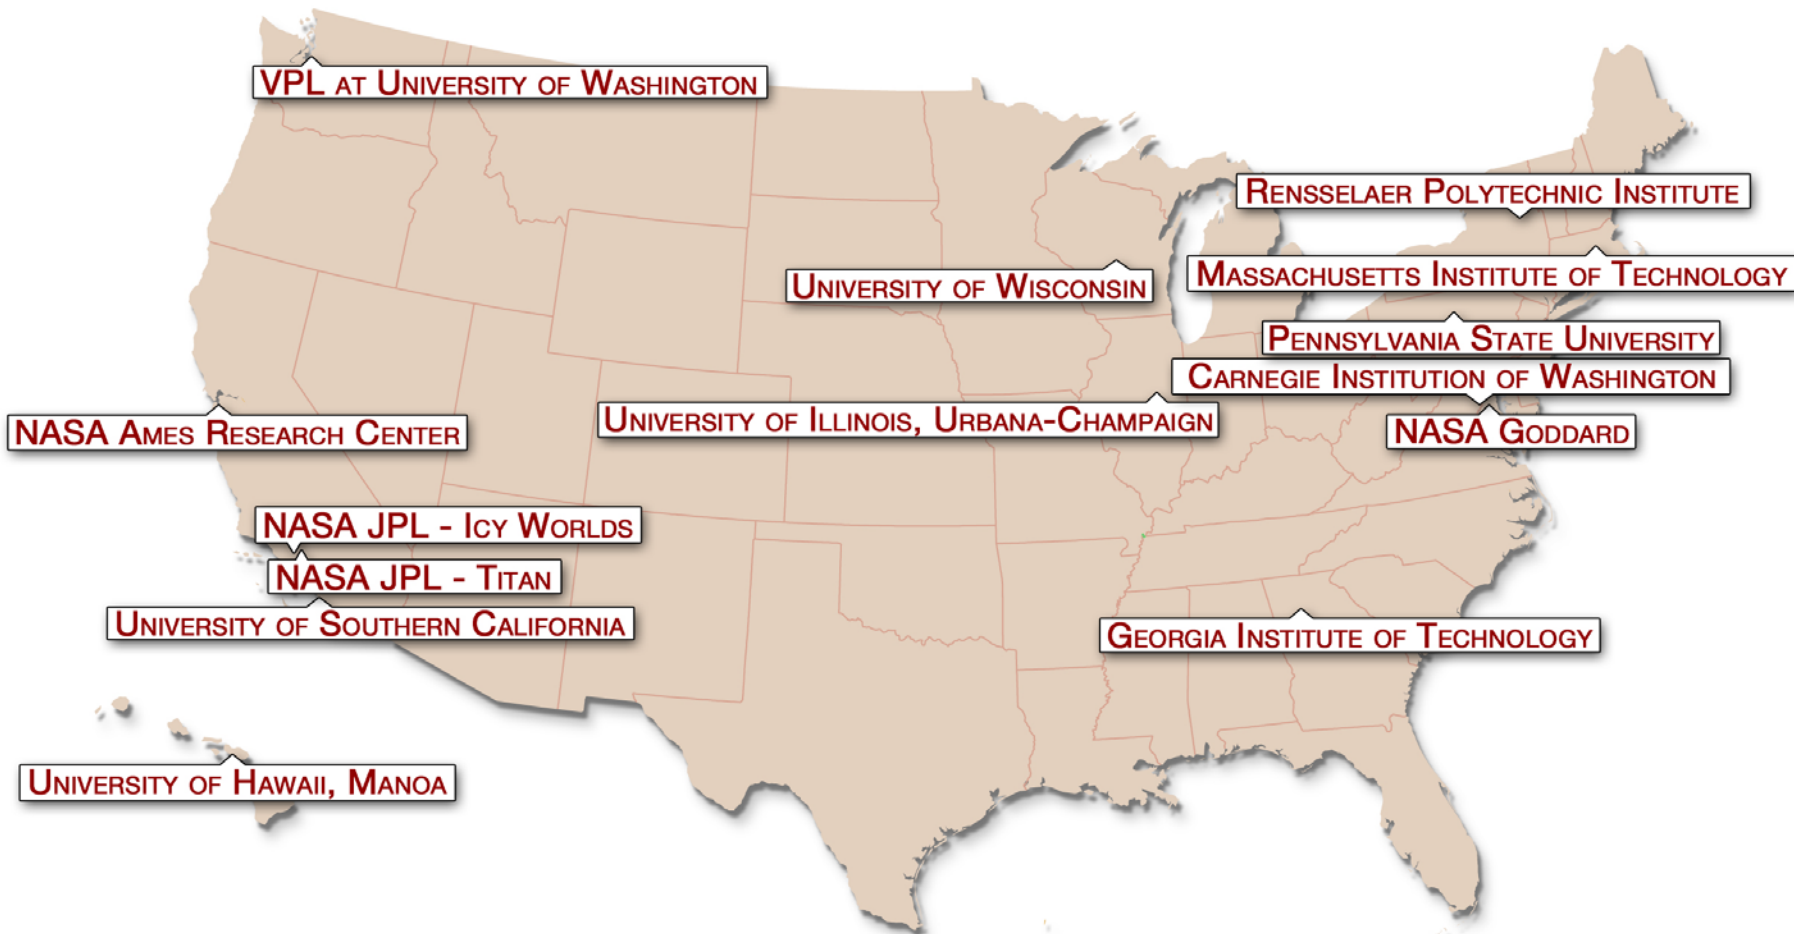 VPL at University of Washington
Rensselaer Polytechnic Institute
University of Wisconsin
Massachusetts Institute of Technology
Pennsylvania State University
Carnegie Institution of Washington
University of Illinois, Urbana-Champaign
NASA Ames Research Center
NASA Goddard
NASA JPL - Icy Worlds
NASA JPL - Titan
University of Southern California
Georgia Institute of Technology
University of Hawaii, Manoa